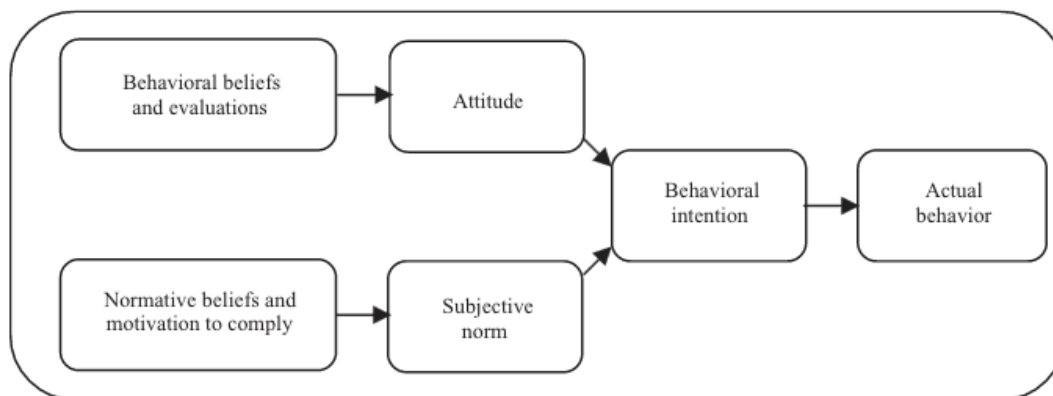 Behavioral beliefs
and evaluations
Attitude
Behavioral
intention
Actual
behavior
Normative beliefs and
motivation to comply
Subjective
norm